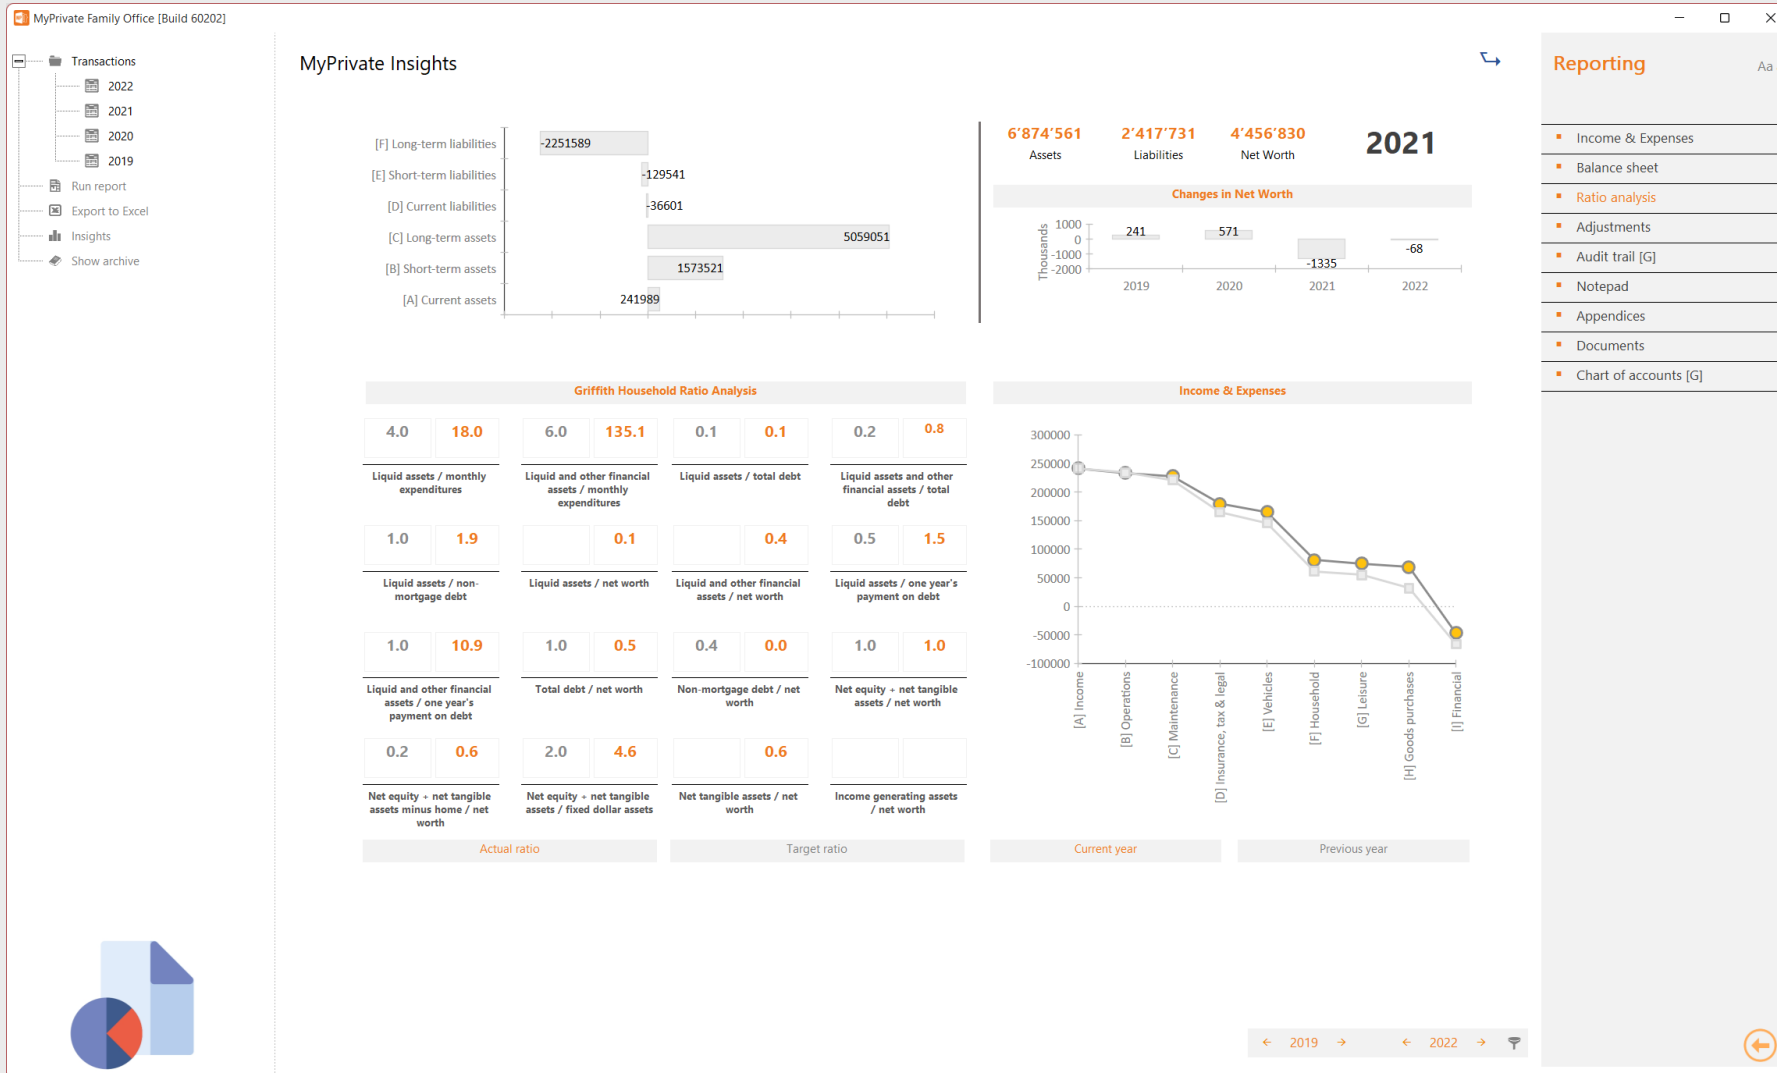 MyPrivate Family Office [Build 60202]
Transactions
2022
2021
2020
2019
Run report
Export to Excel
Insights
Show archive
MyPrivate Insights
[F] Long-term liabilities
-2251589
[E] Short-term liabilities
-129541
[D] Current liabilities
-36601
[C] Long-term assets
5059051
[B] Short-term assets
1573521
[A] Current assets
241989
6'874'561
2'417'731
4'456'830
2021
Assets
Liabilities
Net Worth
Changes in Net Worth
Thousands
1000
0
-1000
-2000
241
571
-1335
-68
2019
2020
2021
2022
Griffith Household Ratio Analysis
4.0 18.0
6.0 135.1
0.1 0.1
0.2 0.8
Liquid assets / monthly
expenditures
Liquid and other financial
assets / monthly
expenditures
Liquid assets / total debt
Liquid assets and other
financial assets / total
debt
1.0 1.9
0.1
0.4
0.5 1.5
Liquid assets / non-
mortgage debt
Liquid assets / net worth
Liquid and other financial
assets / net worth
Liquid assets / one year's
payment on debt
1.0 10.9
1.0 0.5
0.4 0.0
1.0 1.0
Liquid and other financial
assets / one year's
payment on debt
Total debt / net worth
Non-mortgage debt / net
worth
Net equity + net tangible
assets / net worth
0.2 0.6
2.0 4.6
0.6
Net equity + net tangible
assets minus home / net
worth
Net equity + net tangible
assets / fixed dollar assets
Net tangible assets / net
worth
Income generating assets
/ net worth
Actual ratio
Target ratio
Income & Expenses
300000
250000
200000
150000
100000
50000
0
-50000
-100000
[A] Income
[B] Operations
[C] Maintenance
[D] Insurance, tax & legal
[E] Vehicles
[F] Household
[G] Leisure
[H] Goods purchases
[I] Financial
Current year
Previous year
2019
2022
Reporting
Aa
Income & Expenses
Balance sheet
Ratio analysis
Adjustments
Audit trail [G]
Notepad
Appendices
Documents
Chart of accounts [G]